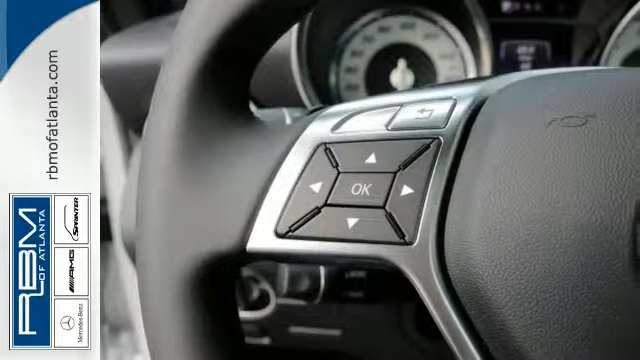 rbmofatlanta.com
RBM
OF ATLANTA
SPRINTER
AMG
Mercedes-Benz
OK